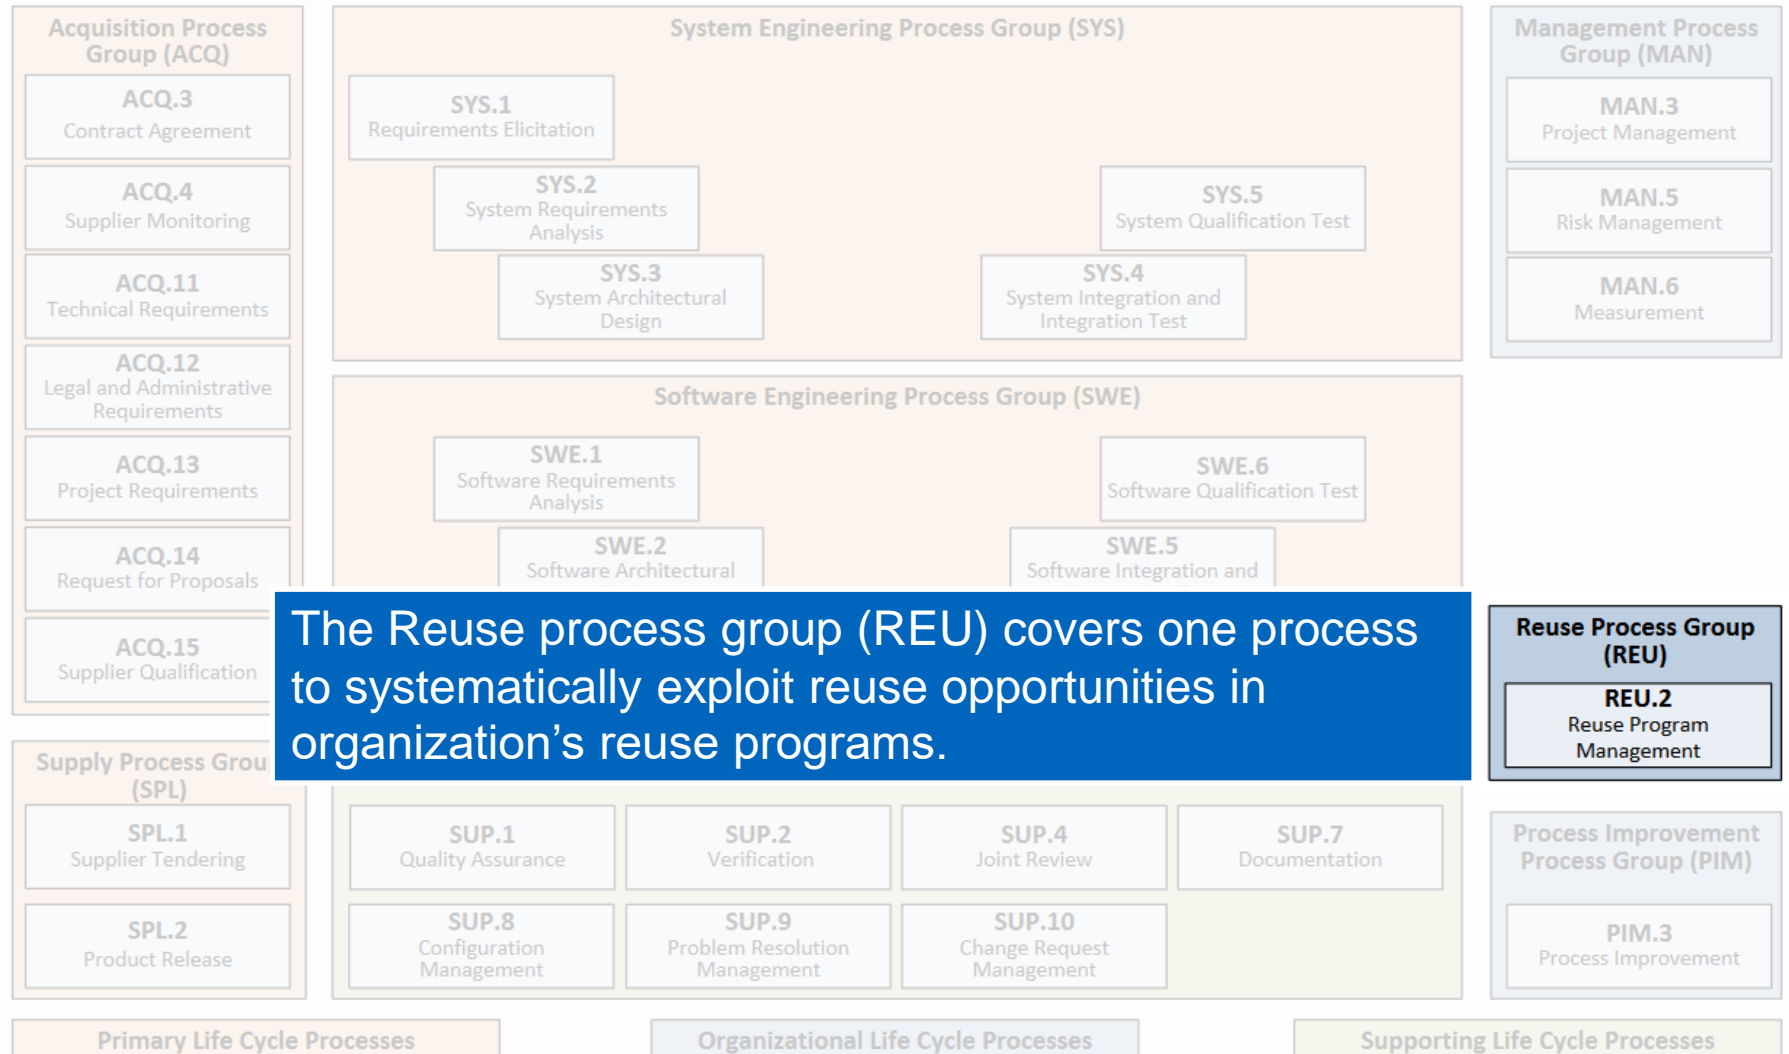 Acquisition Process
Group (ACQ)
ACQ.3
Contract Agreement
ACQ.4
Supplier Monitoring
ACQ.11
Technical Requirements
ACQ.12
Legal and Administrative
Requirements
ACQ.13
Project Requirements
ACQ.14
Request for Proposals
ACQ.15
Supplier Qualification
Supply Process Group
(SPL)
SPL.1
Supplier Tendering
SPL.2
Product Release
System Engineering Process Group (SYS)
SYS.1
Requirements Elicitation
SYS.2
System Requirements
Analysis
SYS.3
System Architectural
Design
SYS.5
System Qualification Test
SYS.4
System Integration and
Integration Test
Software Engineering Process Group (SWE)
SWE.1
Software Requirements
Analysis
SWE.2
Software Architectural
SWE.6
Software Qualification Test
SWE.5
Software Integration and
The Reuse process group (REU) covers one process
to systematically exploit reuse opportunities in
organization’s reuse programs.
SUP.1
Quality Assurance
SUP.2
Verification
SUP.4
Joint Review
SUP.7
Documentation
SUP.8
Configuration
Management
SUP.9
Problem Resolution
Management
SUP.10
Change Request
Management
Management Process
Group (MAN)
MAN.3
Project Management
MAN.5
Risk Management
MAN.6
Measurement
Reuse Process Group
(REU)
REU.2
Reuse Program
Management
Process Improvement
Process Group (PIM)
PIM.3
Process Improvement
Primary Life Cycle Processes
Organizational Life Cycle Processes
Supporting Life Cycle Processes